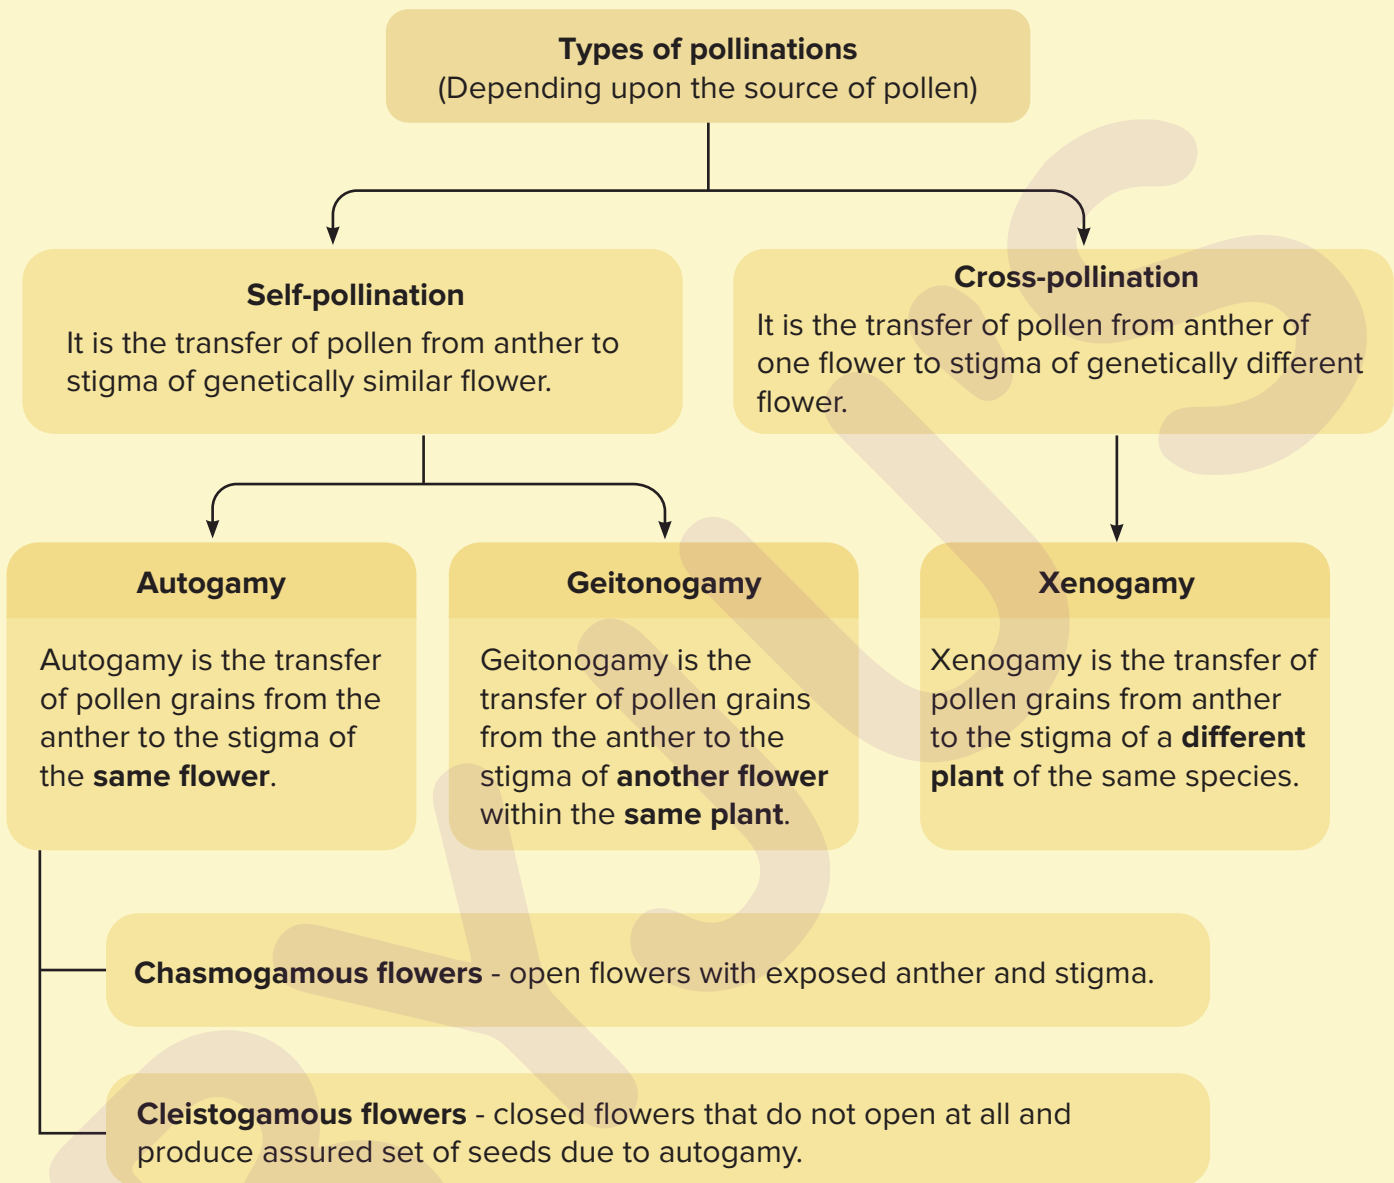 Types of pollinations
(Depending upon the source of pollen)
Self-pollination
It is the transfer of pollen from anther to
stigma of genetically similar flower.
Cross-pollination
It is the transfer of pollen from anther of
one flower to stigma of genetically different
flower.
Autogamy
Autogamy is the transfer
of pollen grains from the
anther to the stigma of
the same flower.
Geitonogamy
Geitonogamy is the
transfer of pollen grains
from the anther to the
stigma of another flower
within the same plant.
Xenogamy
Xenogamy is the transfer of
pollen grains from anther
to the stigma of a different
plant of the same species.
Chasmogamous flowers - open flowers with exposed anther and stigma.
Cleistogamous flowers - closed flowers that do not open at all and
produce assured set of seeds due to autogamy.
BYJU'S